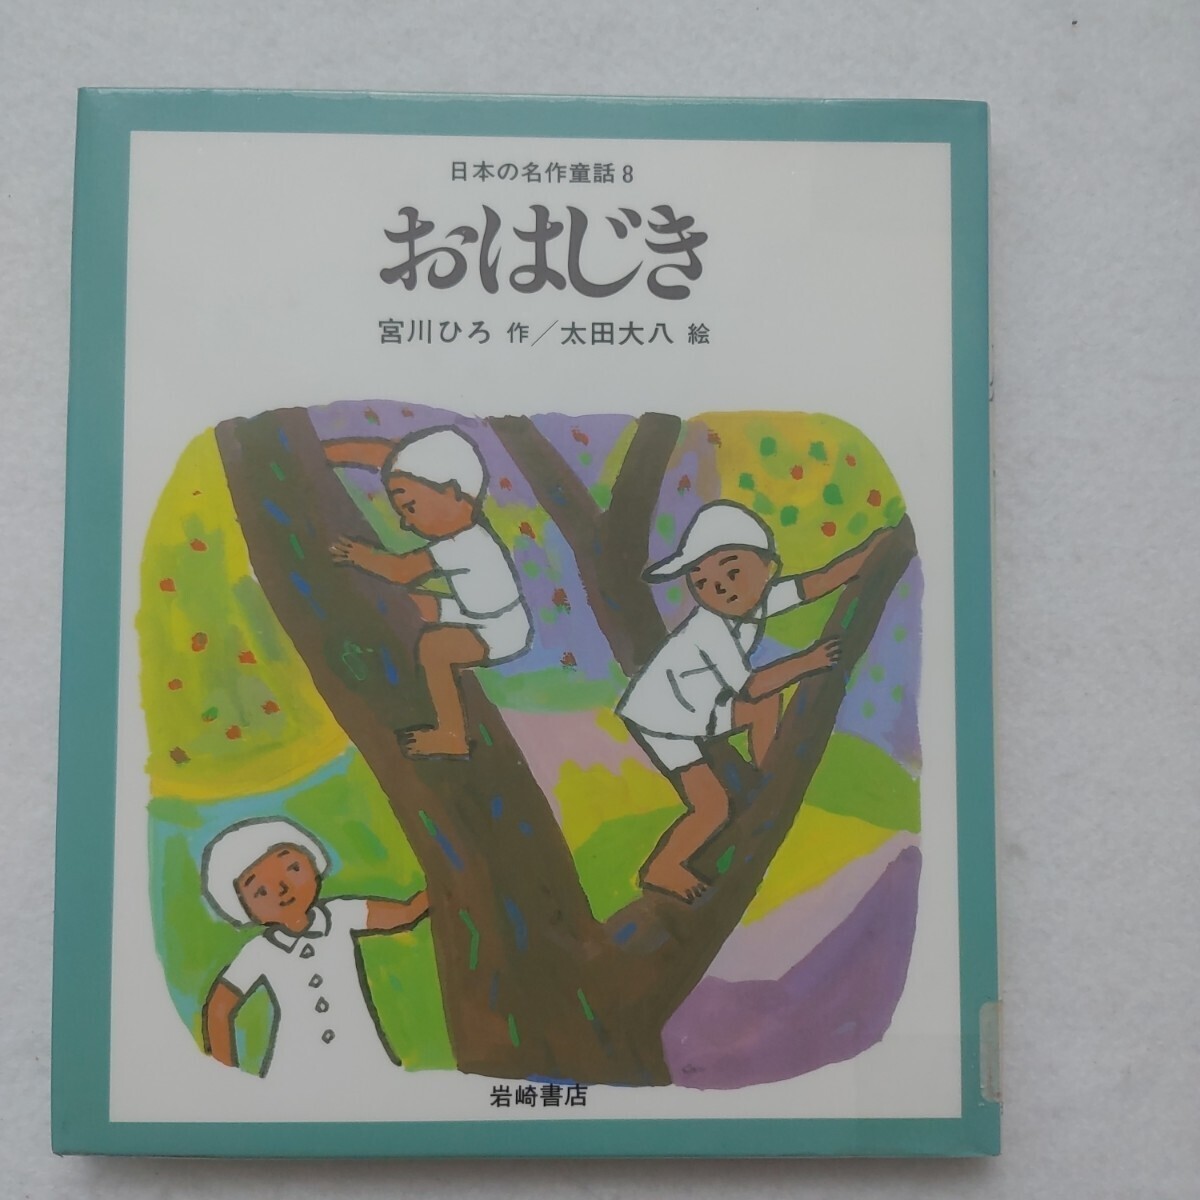 日本の名作童話8
おはじき
宮川ひろ 作／太田大八 絵
岩崎書店